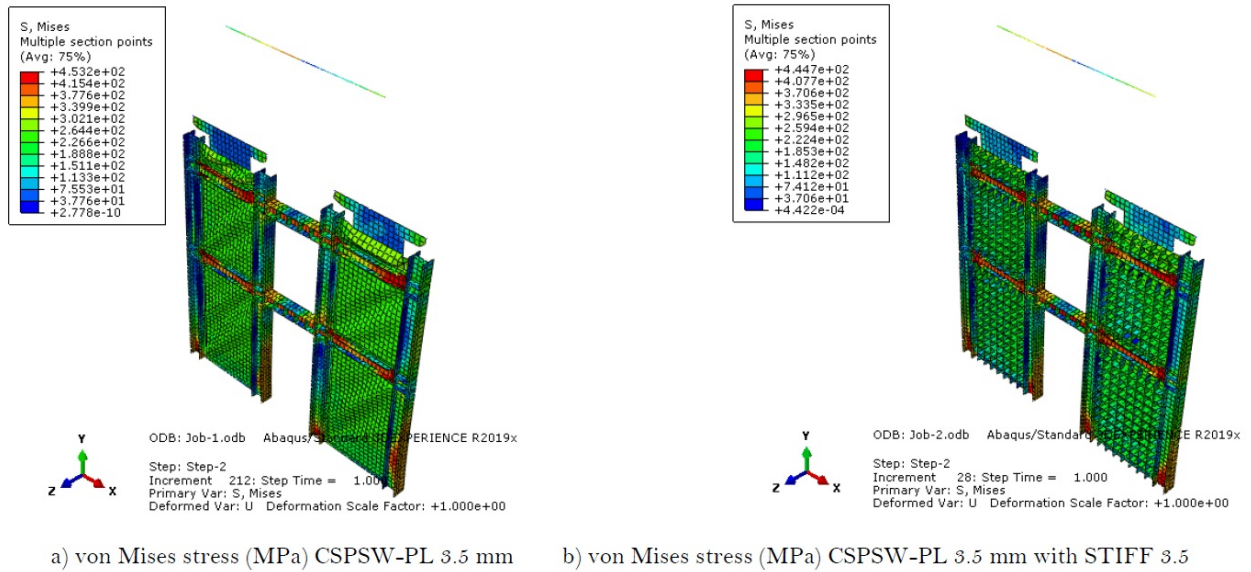 S, Mises
Multiple section points
(Avg: 75%)
+4.532e+02
+4.154e+02
+3.776e+02
+3.399e+02
+3.021e+02
+2.644e+02
+2.266e+02
+1.888e+02
+1.511e+02
+1.133e+02
+7.553e+01
+3.776e+01
+2.778e-10
Y
Z
X
ODB: Job-1.odb Abaqus/Standard R2019x
Step: Step-2
Increment 212: Step Time = 1.00
Primary Var: S, Mises
Deformed Var: U Deformation Scale Factor: +1.000e+00
a) von Mises stress (MPa) CSPSW-PL 3.5 mm
S, Mises
Multiple section points
(Avg: 75%)
+4.447e+02
+4.077e+02
+3.706e+02
+3.335e+02
+2.965e+02
+2.594e+02
+2.224e+02
+1.853e+02
+1.482e+02
+1.112e+02
+7.412e+01
+3.706e+01
+4.422e-04
Y
Z
X
ODB: Job-2.odb Abaqus/Standard R2019x
Step: Step-2
Increment 28: Step Time = 1.000
Primary Var: S, Mises
Deformed Var: U Deformation Scale Factor: +1.000e+00
b) von Mises stress (MPa) CSPSW-PL 3.5 mm with STIFF 3.5